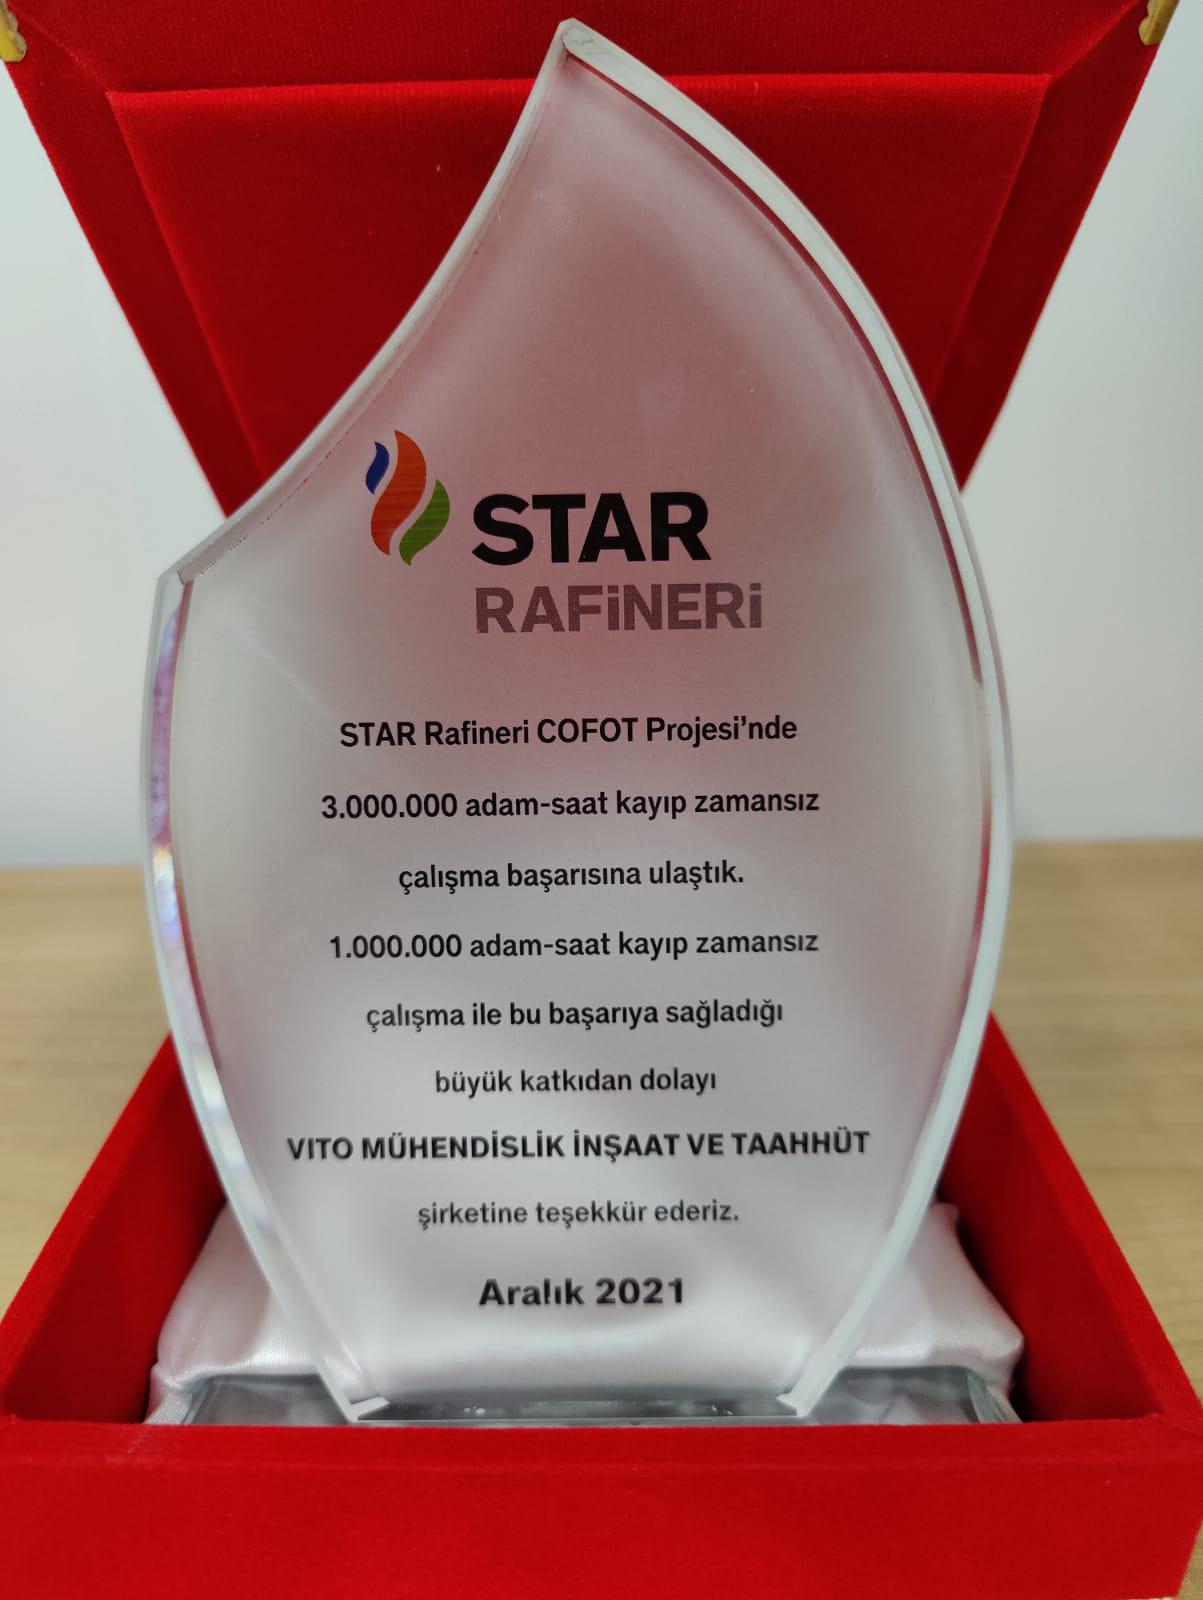 STAR
RAFiNERi
STAR Rafineri COFOT Projesi’nde
3.000.000 adam-saat kayıp zamansız
çalışma başarısına ulaştık.
1.000.000 adam-saat kayıp zamansız
çalışma ile bu başarıya sağladığı
büyük katkıdan dolayı
VITO MÜHENDİSLİK İNŞAAT VE TAAHHÜT
şirketine teşekkür ederiz.
Aralık 2021